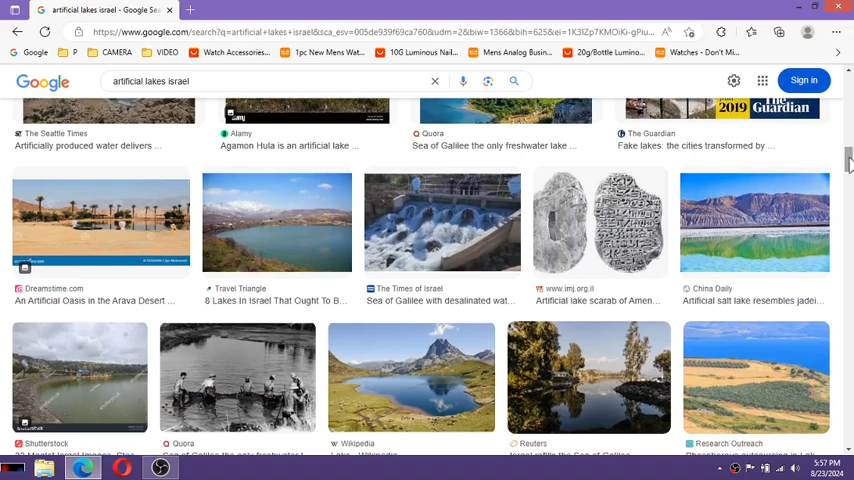 artificial lakes israel
https://www.google.com/search?q=artificial+lakes+israel&sca_esv=005de939f69ca760&udm=2&biw=1366&bih=625&ei=1K3lZp7KMOiKi-gPiu...
Google
P
CAMERA
VIDEO
Watch Accessories...
1pc New Mens Wat...
10G Luminous Nail...
Mens Analog Busin...
20g/Bottle Lumino...
Watches - Don't Mi...
Google
artificial lakes israel
Sign in
alamy
2019
The Guardian
The Seattle Times
Artificially produced water delivers ...
Alamy
Agamon Hula is an artificial lake ...
Quora
Sea of Galilee the only freshwater lake ...
The Guardian
Fake lakes: the cities transformed by ...
Dreamstime.com
An Artificial Oasis in the Arava Desert ...
Travel Triangle
8 Lakes In Israel That Ought To B...
The Times of Israel
Sea of Galilee with desalinated wat...
www.imj.org.il
Artificial lake scarab of Amen...
China Daily
Artificial salt lake resembles jadei...
Shutterstock
Quora
Wikipedia
Reuters
Research Outreach
5:57 PM
8/23/2024